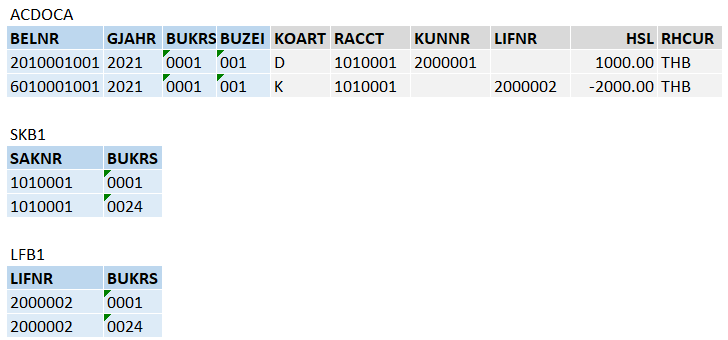 ACDOCA
BELNR GJAHR BUKRS BUZEI KOART RACCT KUNNR LIFNR HSL RHCUR
2010001001 2021 0001 001 D 1010001 2000001 1000.00 THB
6010001001 2021 0001 001 K 1010001 2000002 -2000.00 THB
SKB1
SAKNR BUKRS
1010001 0001
1010001 0024
LFB1
LIFNR BUKRS
2000002 0001
2000002 0024